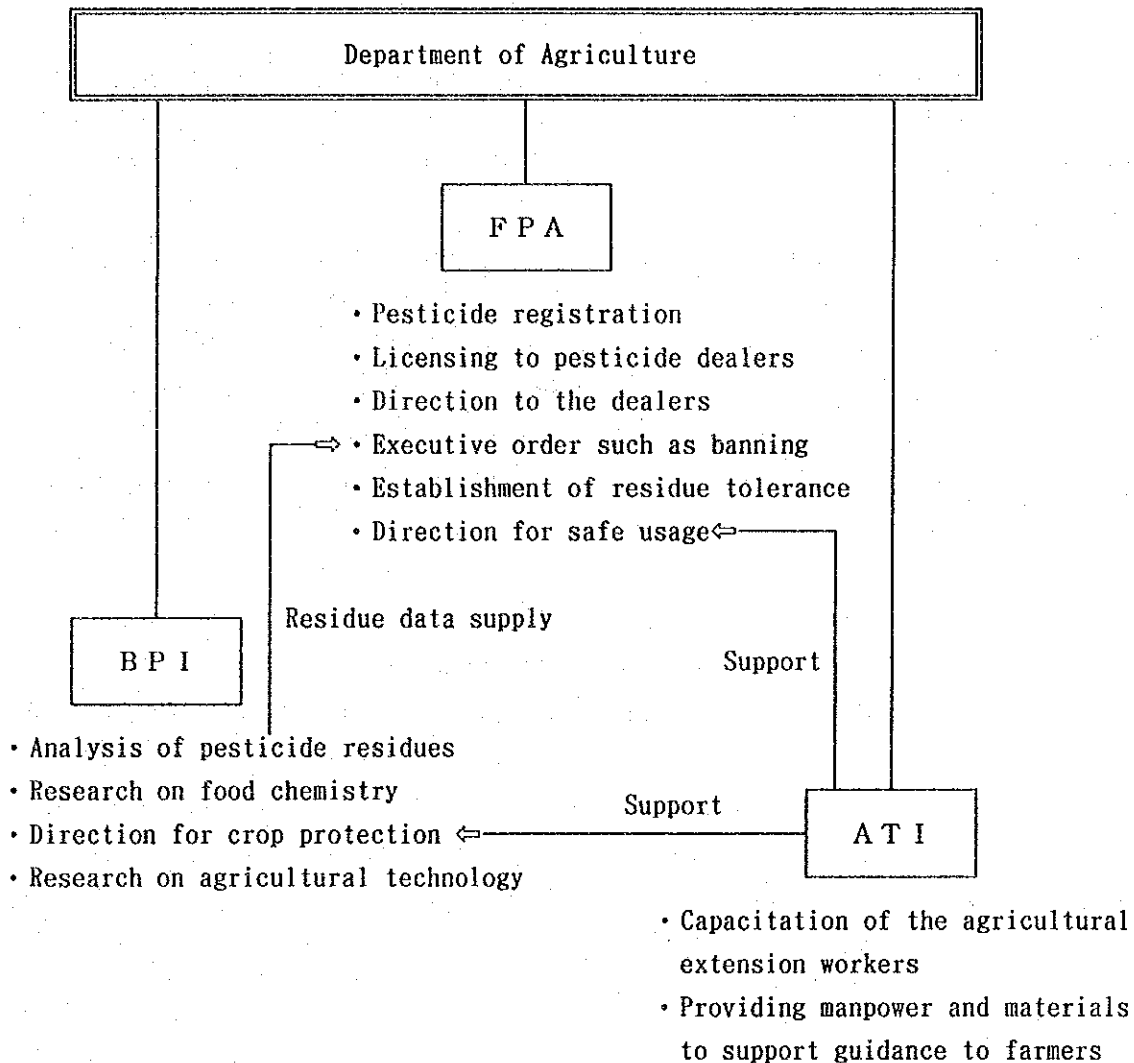 Department of Agriculture
F P A
・Pesticide registration
・Licensing to pesticide dealers
・Direction to the dealers
・Executive order such as banning
・Establishment of residue tolerance
・Direction for safe usage
Residue data supply
B P I
Support
・Analysis of pesticide residues
・Research on food chemistry
・Direction for crop protection
・Research on agricultural technology
Support
A T I
・Capacitation of the agricultural
extension workers
・Providing manpower and materials
to support guidance to farmers